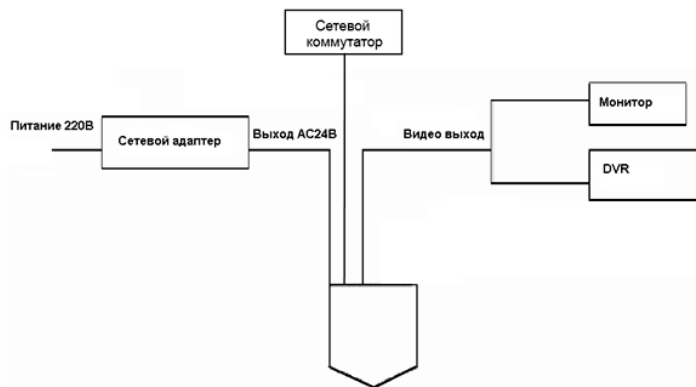 Сетевой
коммутатор
Питание 220В
Сетевой адаптер
Выход AC24В
Видео выход
Монитор
DVR